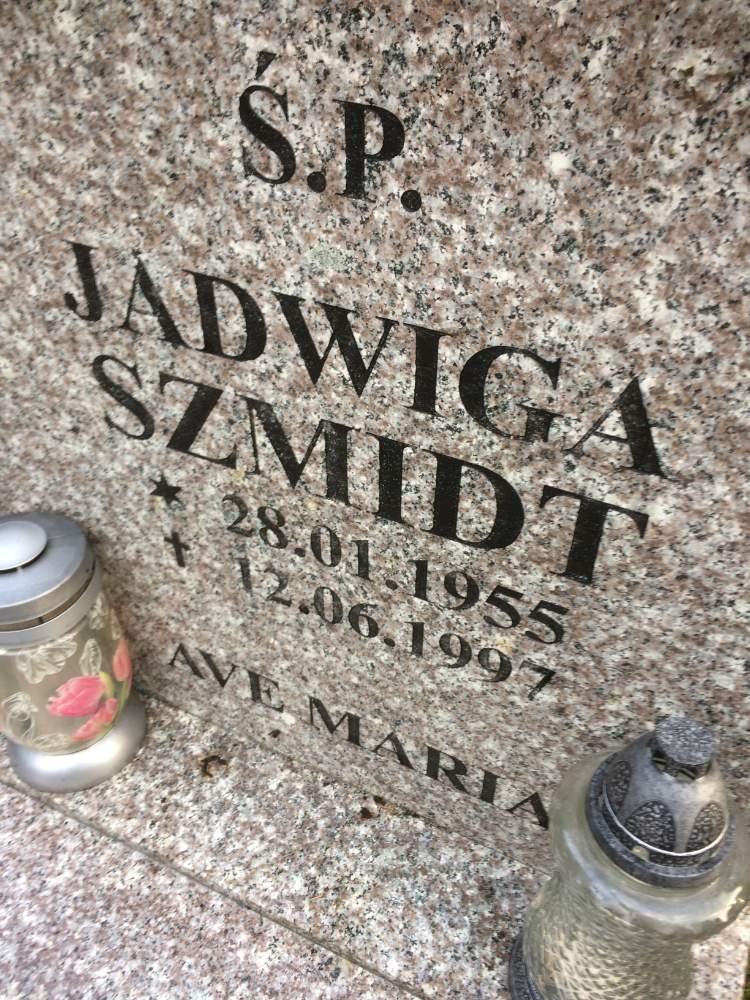 Ś.P.
JADWIGA
SZMIDT
★ 28.01.1955
✝ 12.06.1997
AVE MARIA